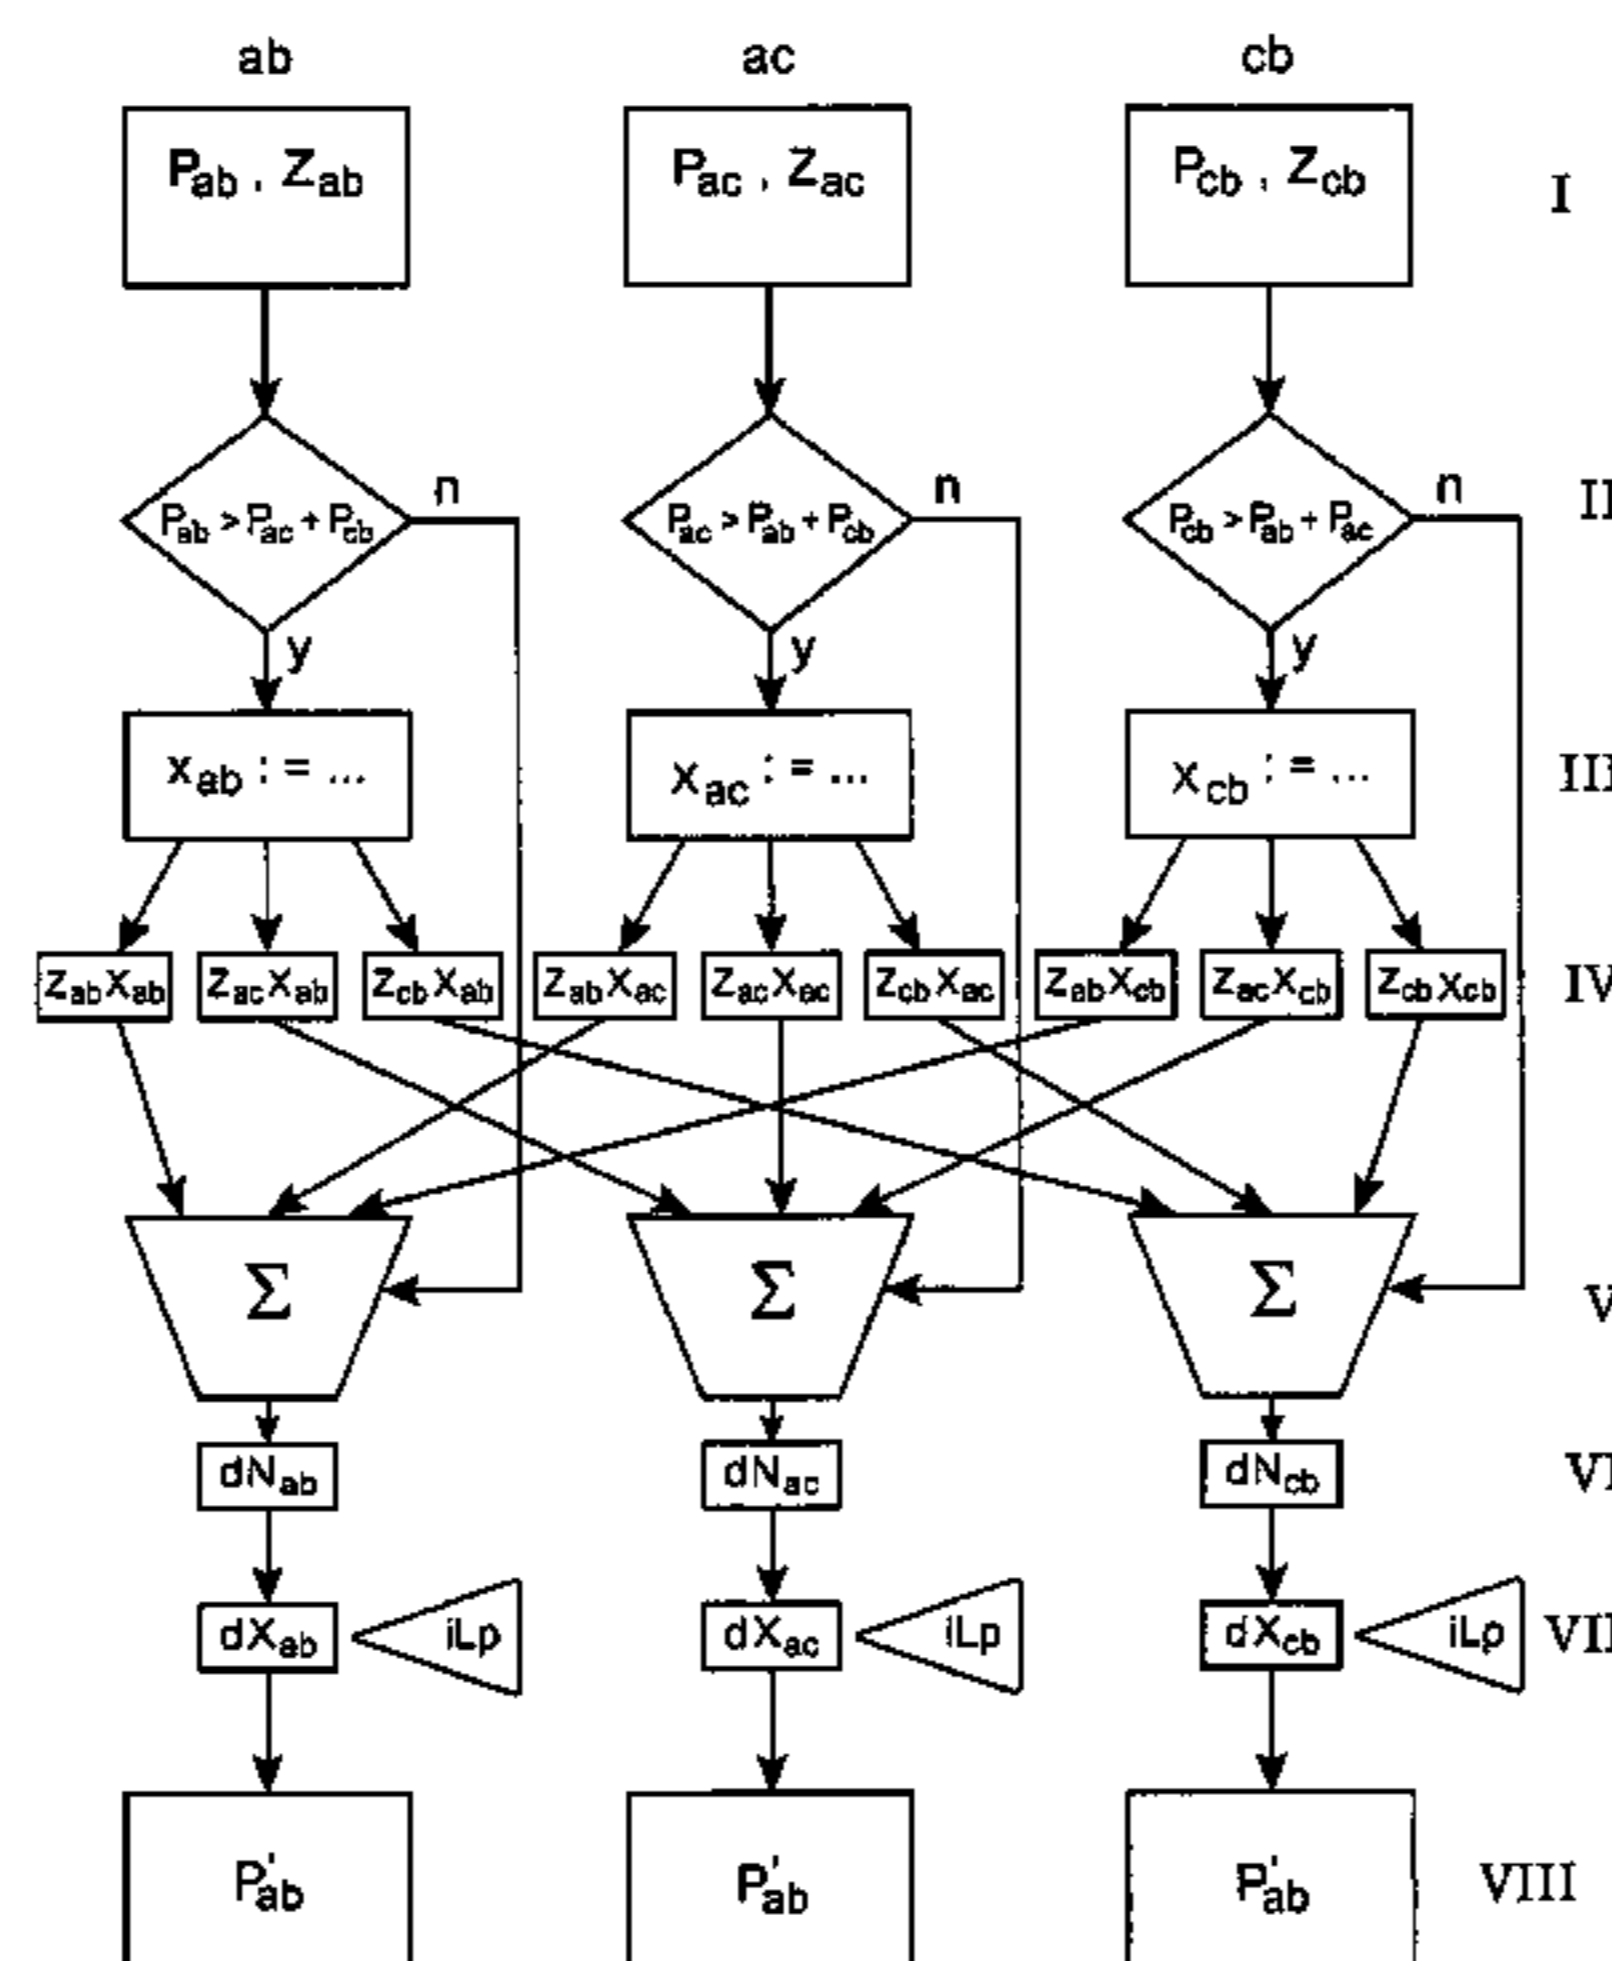 ab ac cb
Pab , Zab Pac , Zac Pcb , Zcb I
n n n
Pab > Pac + Pcb Pac > Pab + Pcb Pcb > Pab + Pac II
y y y
xab := ... xac := ... xcb := ... III
zabxab zacxab zcbxab zabxac zacxac zcbxac zabxcb zacxcb zcbxcb IV
Σ Σ Σ V
dNab dNac dNcb VI
dXab iLp dXac iLp dXcb iLp VII
P'ab P'ab P'ab VIII